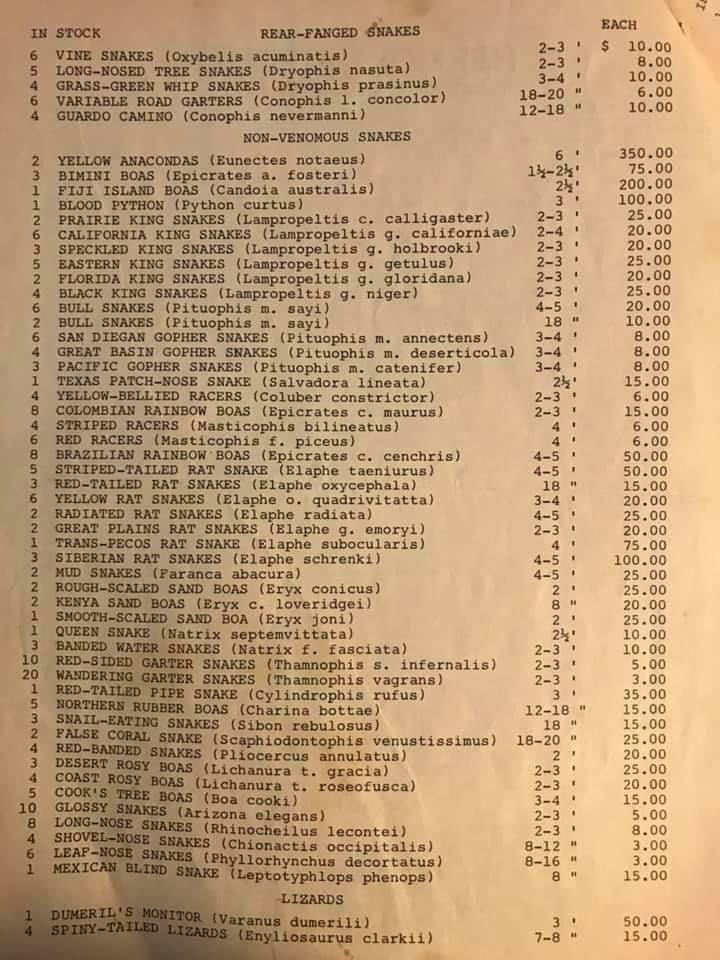 IN STOCK REAR-FANGED SNAKES EACH
6 VINE SNAKES (Oxybelis acuminatis) 2-3 ' $ 10.00
5 LONG-NOSED TREE SNAKES (Dryophis nasuta) 2-3 ' 8.00
4 GRASS-GREEN WHIP SNAKES (Dryophis prasinus) 3-4 ' 10.00
6 VARIABLE ROAD GARTERS (Conophis l. concolor) 18-20 " 6.00
4 GUARDO CAMINO (Conophis nevermanni) 12-18 " 10.00
NON-VENOMOUS SNAKES
2 YELLOW ANACONDAS (Eunectes notaeus) 6 ' 350.00
3 BIMINI BOAS (Epicrates a. fosteri) 1½-2½' 75.00
1 FIJI ISLAND BOAS (Candoia australis) 2½' 200.00
1 BLOOD PYTHON (Python curtus) 3 ' 100.00
2 PRAIRIE KING SNAKES (Lampropeltis c. calligaster) 2-3 ' 25.00
6 CALIFORNIA KING SNAKES (Lampropeltis g. californiae) 2-4 ' 20.00
3 SPECKLED KING SNAKES (Lampropeltis g. holbrooki) 2-3 ' 20.00
5 EASTERN KING SNAKES (Lampropeltis g. getulus) 2-3 ' 25.00
2 FLORIDA KING SNAKES (Lampropeltis g. gloridana) 2-3 ' 20.00
4 BLACK KING SNAKES (Lampropeltis g. niger) 2-3 ' 25.00
6 BULL SNAKES (Pituophis m. sayi) 4-5 ' 20.00
2 BULL SNAKES (Pituophis m. sayi) 18 " 10.00
6 SAN DIEGAN GOPHER SNAKES (Pituophis m. annectens) 3-4 ' 8.00
4 GREAT BASIN GOPHER SNAKES (Pituophis m. deserticola) 3-4 ' 8.00
3 PACIFIC GOPHER SNAKES (Pituophis m. catenifer) 3-4 ' 8.00
1 TEXAS PATCH-NOSE SNAKE (Salvadora lineata) 2½' 15.00
4 YELLOW-BELLIED RACERS (Coluber constrictor) 2-3 ' 6.00
8 COLOMBIAN RAINBOW BOAS (Epicrates c. maurus) 2-3 ' 15.00
4 STRIPED RACERS (Masticophis bilineatus) 4 ' 6.00
6 RED RACERS (Masticophis f. piceus) 4 ' 6.00
8 BRAZILIAN RAINBOW BOAS (Epicrates c. cenchris) 4-5 ' 50.00
5 STRIPED-TAILED RAT SNAKE (Elaphe taeniurus) 4-5 ' 50.00
3 RED-TAILED RAT SNAKES (Elaphe oxycephala) 18 " 15.00
6 YELLOW RAT SNAKES (Elaphe o. quadrivitatta) 3-4 ' 20.00
2 RADIATED RAT SNAKES (Elaphe radiata) 4-5 ' 25.00
2 GREAT PLAINS RAT SNAKES (Elaphe g. emoryi) 2-3 ' 20.00
1 TRANS-PECOS RAT SNAKE (Elaphe subocularis) 4 ' 75.00
3 SIBERIAN RAT SNAKES (Elaphe schrenki) 4-5 ' 100.00
2 MUD SNAKES (Faranca abacura) 4-5 ' 25.00
2 ROUGH-SCALED SAND BOAS (Eryx conicus) 2 ' 25.00
2 KENYA SAND BOAS (Eryx c. loveridgei) 8 " 20.00
1 SMOOTH-SCALED SAND BOA (Eryx joni) 2 ' 25.00
1 QUEEN SNAKE (Natrix septemvittata) 2½' 10.00
3 BANDED WATER SNAKES (Natrix f. fasciata) 2-3 ' 10.00
10 RED-SIDED GARTER SNAKES (Thamnophis s. infernalis) 2-3 ' 5.00
20 WANDERING GARTER SNAKES (Thamnophis vagrans) 2-3 ' 3.00
1 RED-TAILED PIPE SNAKE (Cylindrophis rufus) 3 ' 35.00
5 NORTHERN RUBBER BOAS (Charina bottae) 12-18 " 15.00
3 SNAIL-EATING SNAKES (Sibon rebulosus) 18 " 15.00
2 FALSE CORAL SNAKE (Scaphiodontophis venustissimus) 18-20 " 25.00
4 RED-BANDED SNAKES (Pliocercus annulatus) 2 ' 20.00
3 DESERT ROSY BOAS (Lichanura t. gracia) 2-3 ' 25.00
4 COAST ROSY BOAS (Lichanura t. roseofusca) 2-3 ' 20.00
5 COOK'S TREE BOAS (Boa cooki) 3-4 ' 15.00
10 GLOSSY SNAKES (Arizona elegans) 2-3 ' 5.00
8 LONG-NOSE SNAKES (Rhinocheilus lecontei) 2-3 ' 8.00
4 SHOVEL-NOSE SNAKES (Chionactis occipitalis) 8-12 " 3.00
6 LEAF-NOSE SNAKES (Phyllorhynchus decortatus) 8-16 " 3.00
1 MEXICAN BLIND SNAKE (Leptotyphlops phenops) 8 " 15.00
LIZARDS
1 DUMERIL'S MONITOR (Varanus dumerili) 3 ' 50.00
4 SPINY-TAILED LIZARDS (Enyliosaurus clarkii) 7-8 " 15.00